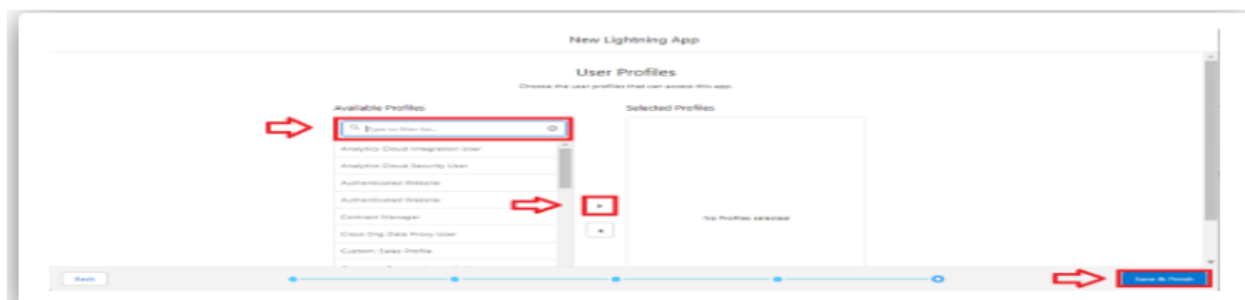 New Lightning App
User Profiles
Choose the user profiles that can access this app.
Available Profiles
Selected Profiles
Type to filter list...
Analytics Cloud Integration User
Analytics Cloud Security User
Authenticated Website
Authenticated Website
Contract Manager
Cross Org Data Proxy User
Custom: Sales Profile
No Profiles selected
Back
Save & Finish